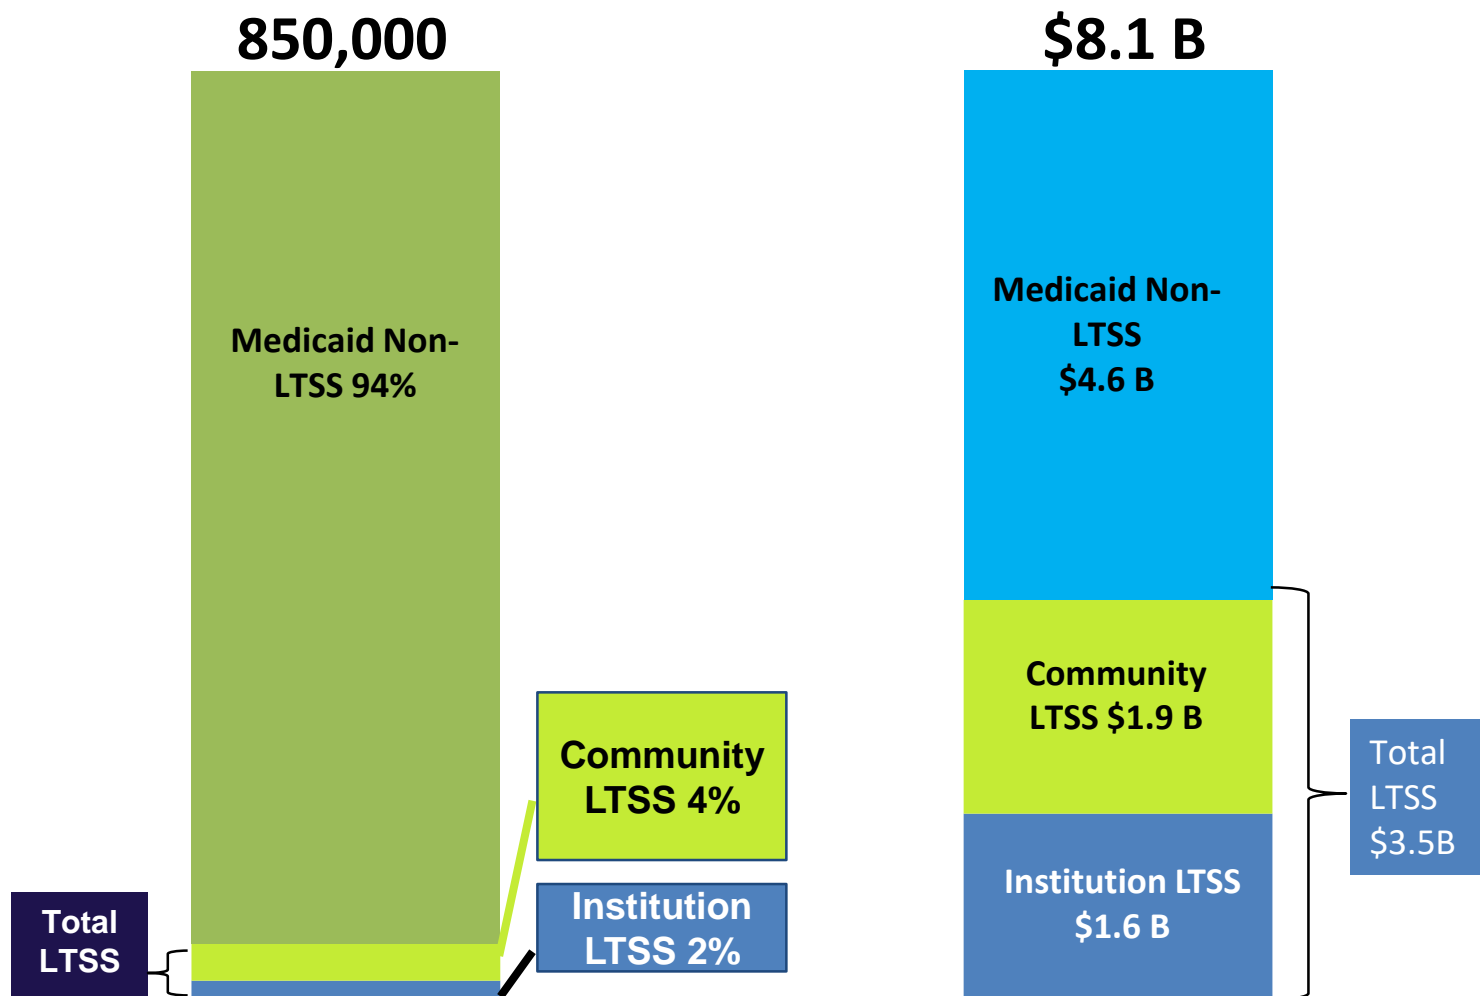 850,000
Medicaid Non-
LTSS 94%
Community
LTSS 4%
Institution
LTSS 2%
Total
LTSS
$8.1 B
Medicaid Non-
LTSS
$4.6 B
Community
LTSS $1.9 B
Institution LTSS
$1.6 B
Total
LTSS
$3.5B